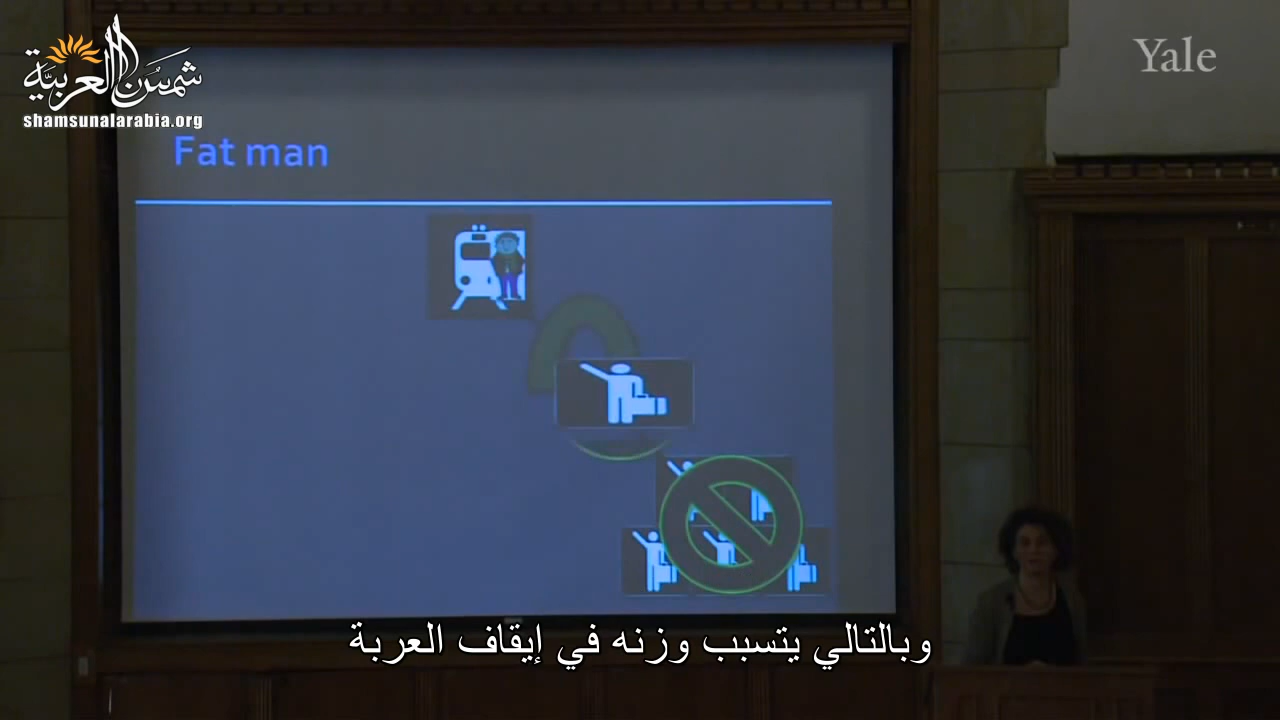 شمس العربية
shamsunalarabia.org
Yale
Fat man
وبالتالي يتسبب وزنه في إيقاف العربة